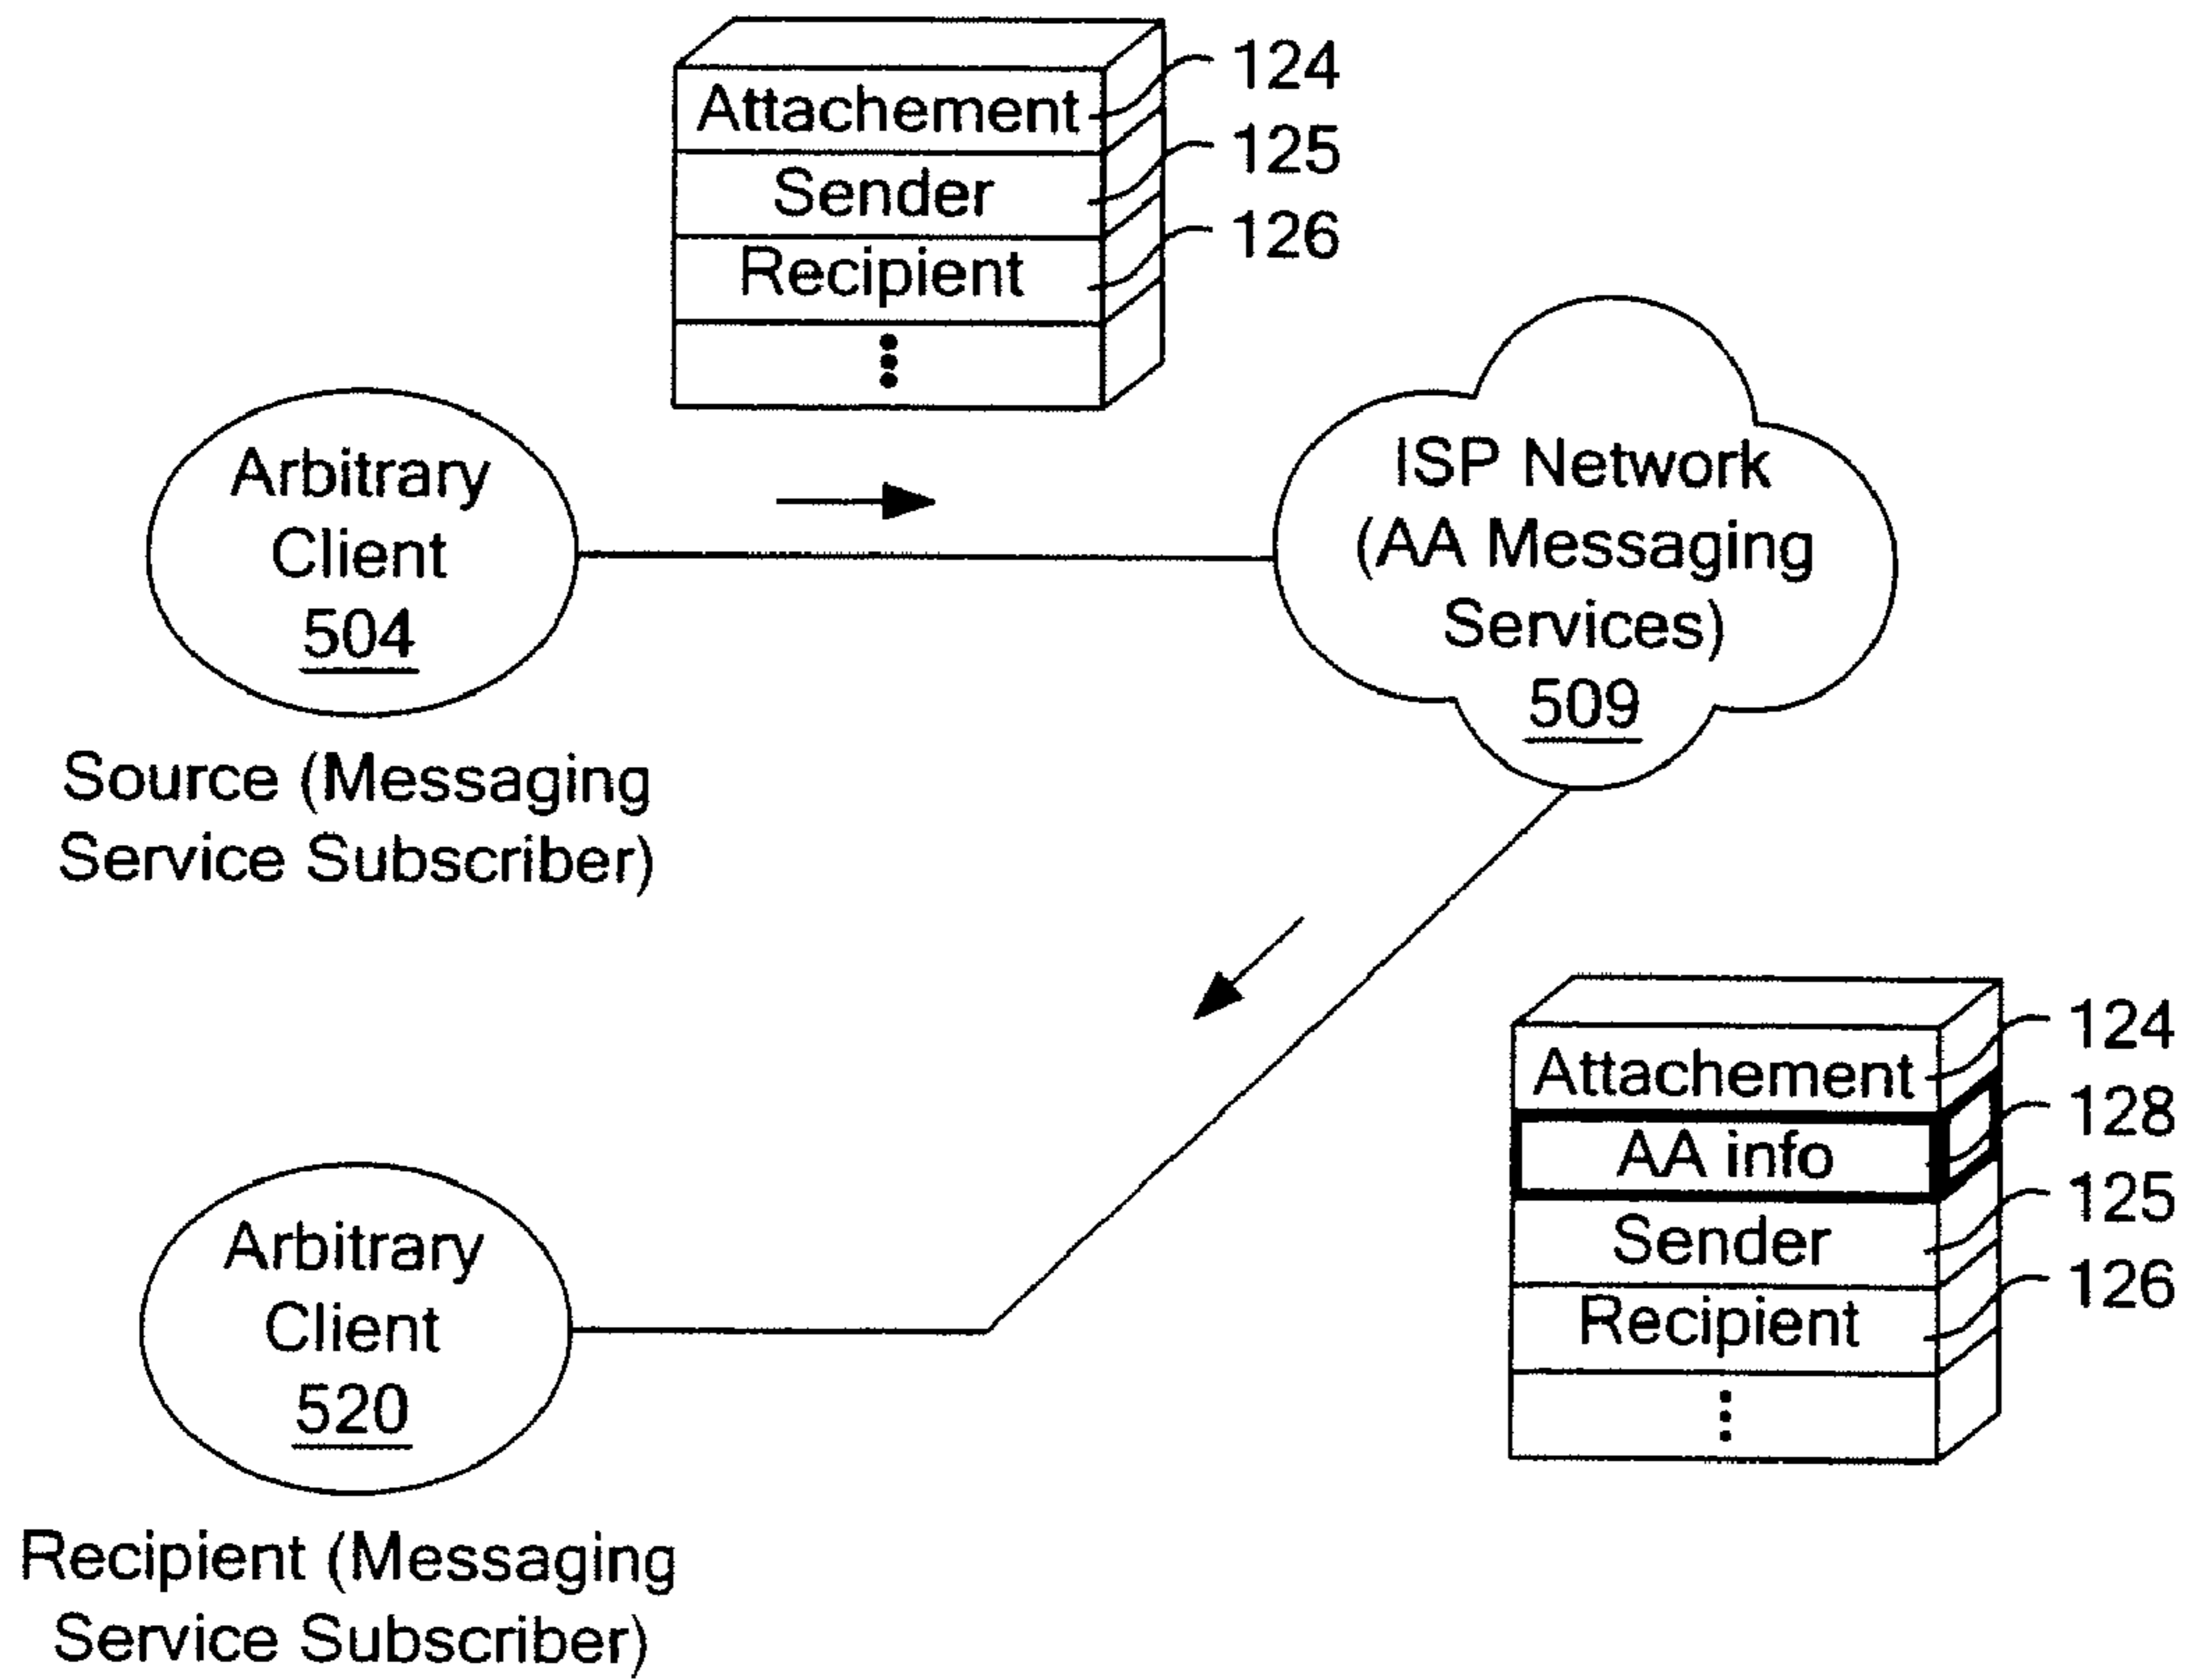 Attachement
124
Sender
125
Recipient
126
Arbitrary
Client
504
Source (Messaging
Service Subscriber)
ISP Network
(AA Messaging
Services)
509
Attachement
124
AA info
128
Sender
125
Recipient
126
Arbitrary
Client
520
Recipient (Messaging
Service Subscriber)